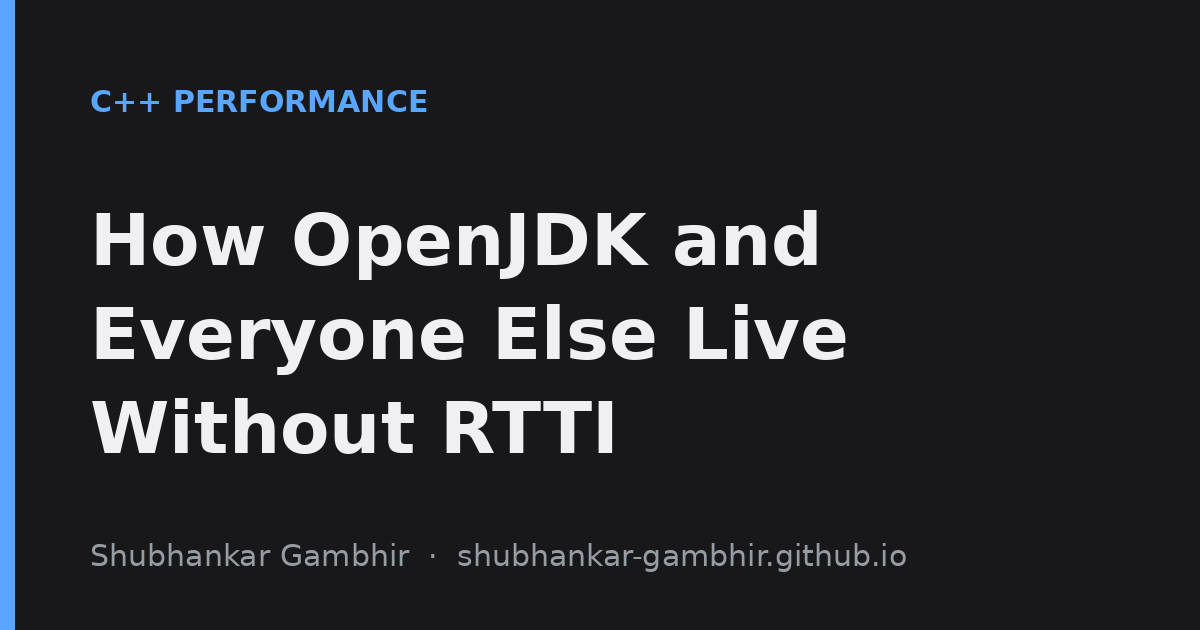 C++ PERFORMANCE
How OpenJDK and
Everyone Else Live
Without RTTI
Shubhankar Gambhir · shubhankar-gambhir.github.io